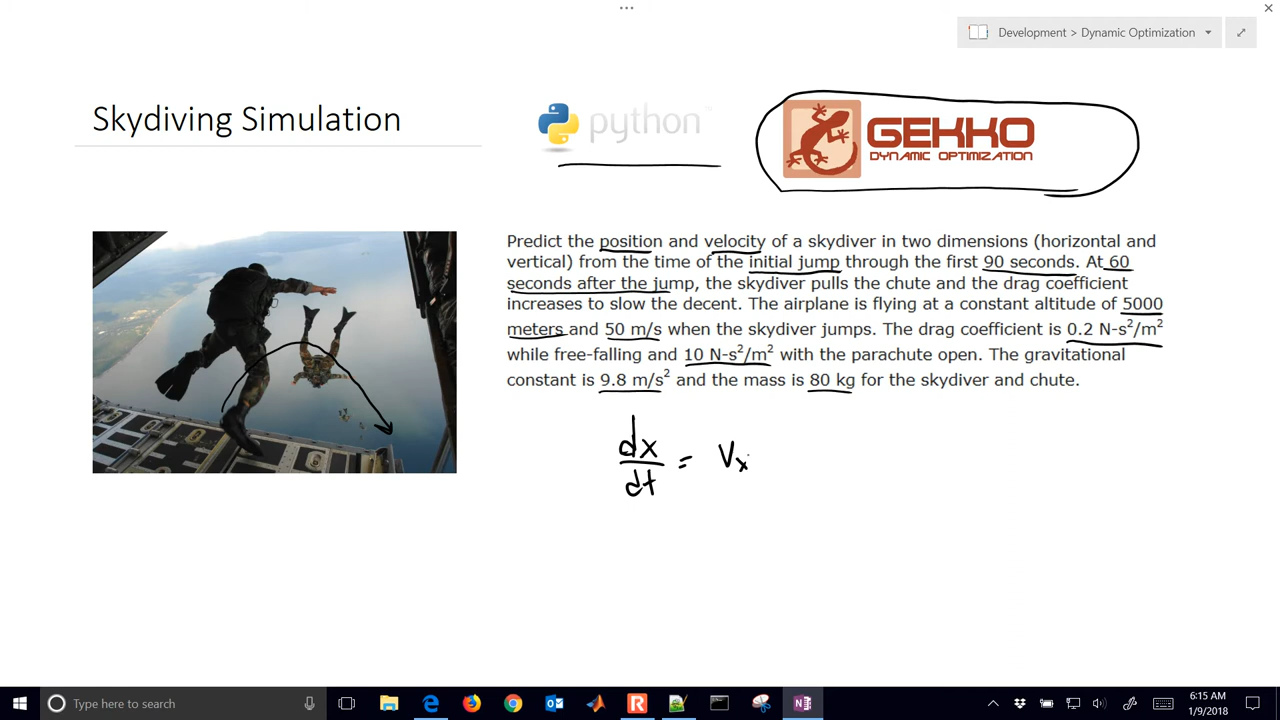 Development > Dynamic Optimization
Skydiving Simulation
python
GEKKO
DYNAMIC OPTIMIZATION
Predict the position and velocity of a skydiver in two dimensions (horizontal and
vertical) from the time of the initial jump through the first 90 seconds. At 60
seconds after the jump, the skydiver pulls the chute and the drag coefficient
increases to slow the decent. The airplane is flying at a constant altitude of 5000
meters and 50 m/s when the skydiver jumps. The drag coefficient is 0.2 N-s²/m²
while free-falling and 10 N-s²/m² with the parachute open. The gravitational
constant is 9.8 m/s² and the mass is 80 kg for the skydiver and chute.
dx/dt = Vx
Type here to search
6:15 AM
1/9/2018